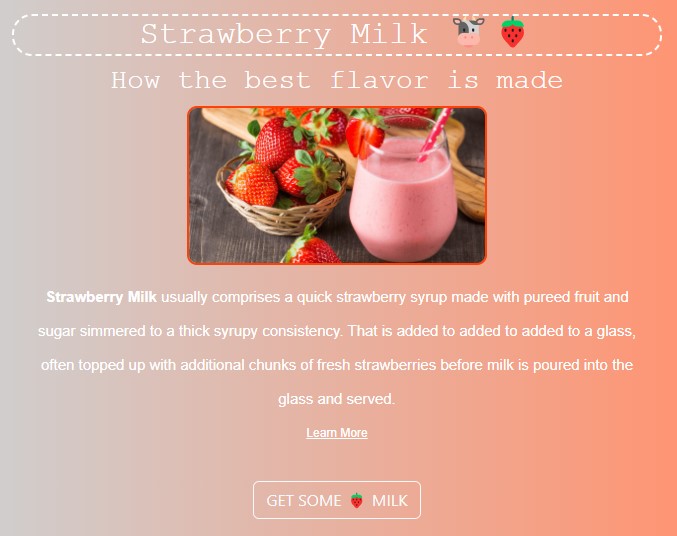 Strawberry Milk 🐮 🍓
How the best flavor is made
Strawberry Milk usually comprises a quick strawberry syrup made with pureed fruit and
sugar simmered to a thick syrupy consistency. That is added to added to added to a glass,
often topped up with additional chunks of fresh strawberries before milk is poured into the
glass and served.
Learn More
GET SOME 🍓 MILK